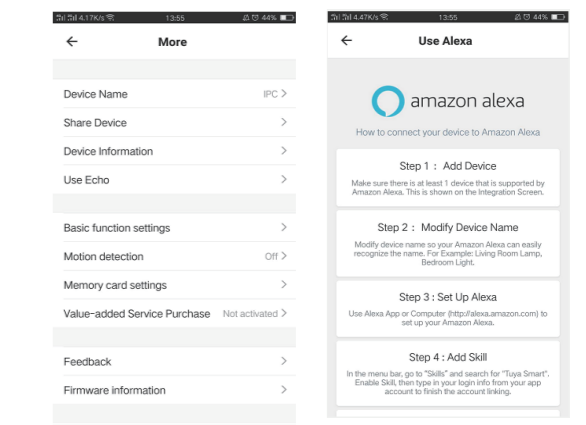 4.17K/s 13:55 44%
More
Device Name IPC >
Share Device >
Device Information >
Use Echo >
Basic function settings >
Motion detection Off >
Memory card settings >
Value-added Service Purchase Not activated >
Feedback >
Firmware information >
4.47K/s 13:55 44%
Use Alexa
amazon alexa
How to connect your device to Amazon Alexa
Step 1 : Add Device
Make sure there is at least 1 device that is supported by
Amazon Alexa. This is shown on the Integration Screen.
Step 2 : Modify Device Name
Modify device name so your Amazon Alexa can easily
recognize the name. For Example: Living Room Lamp,
Bedroom Light.
Step 3 : Set Up Alexa
Use Alexa App or Computer (http://alexa.amazon.com) to
set up your Amazon Alexa.
Step 4 : Add Skill
In the menu bar, go to "Skills" and search for "Tuya Smart".
Enable Skill, then type in your login info from your app
account to finish the account linking.